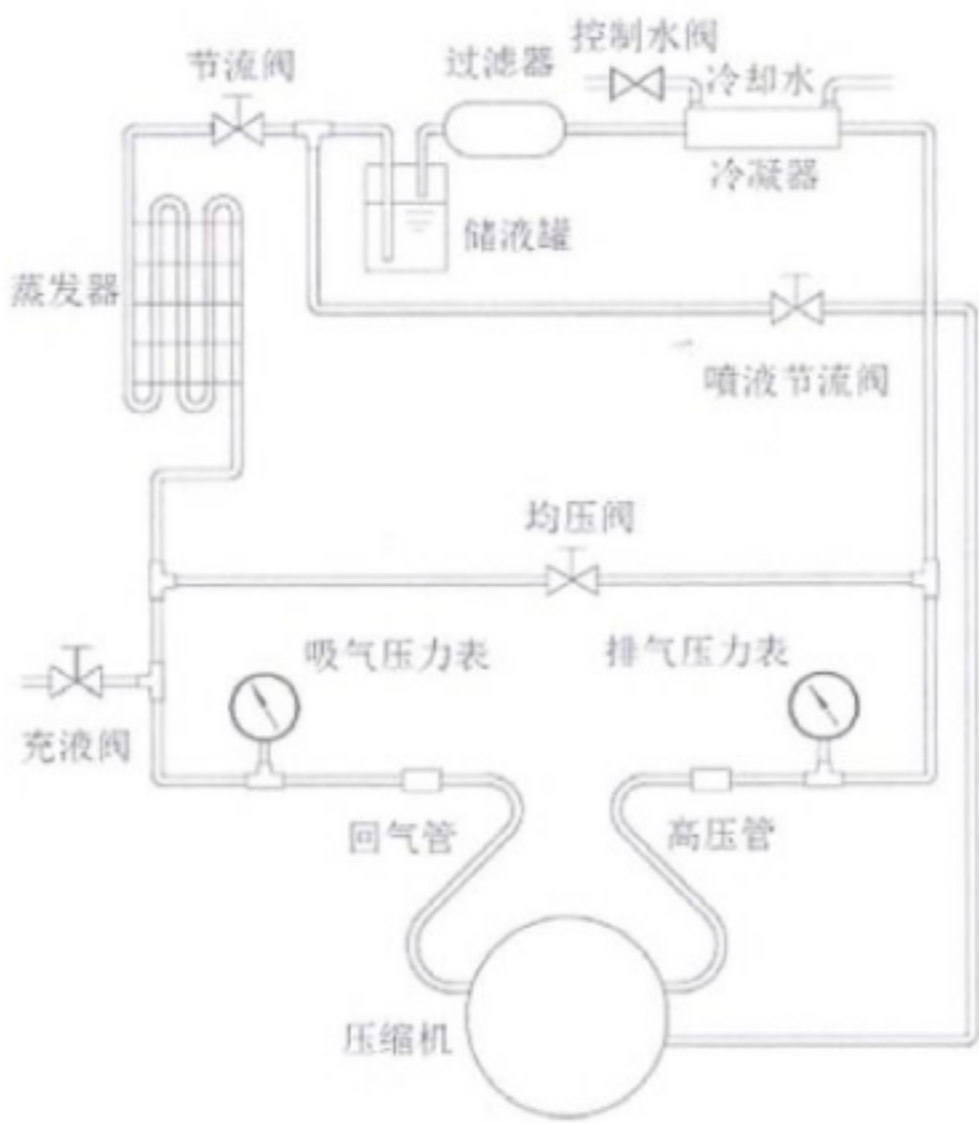 控制水阀
节流阀
过滤器
冷却水
冷凝器
储液罐
蒸发器
喷液节流阀
均压阀
吸气压力表
排气压力表
充液阀
回气管
高压管
压缩机